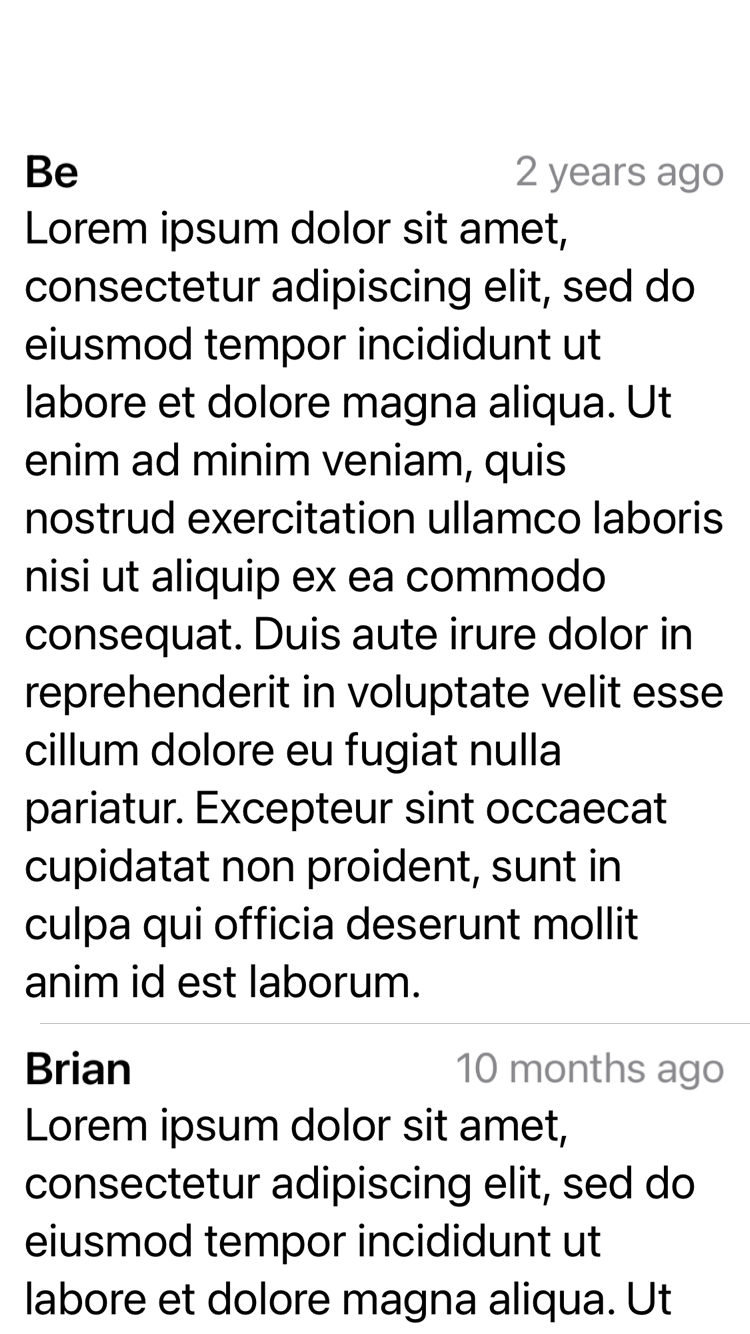 Be 2 years ago
Lorem ipsum dolor sit amet,
consectetur adipiscing elit, sed do
eiusmod tempor incididunt ut
labore et dolore magna aliqua. Ut
enim ad minim veniam, quis
nostrud exercitation ullamco laboris
nisi ut aliquip ex ea commodo
consequat. Duis aute irure dolor in
reprehenderit in voluptate velit esse
cillum dolore eu fugiat nulla
pariatur. Excepteur sint occaecat
cupidatat non proident, sunt in
culpa qui officia deserunt mollit
anim id est laborum.
Brian 10 months ago
Lorem ipsum dolor sit amet,
consectetur adipiscing elit, sed do
eiusmod tempor incididunt ut
labore et dolore magna aliqua. Ut